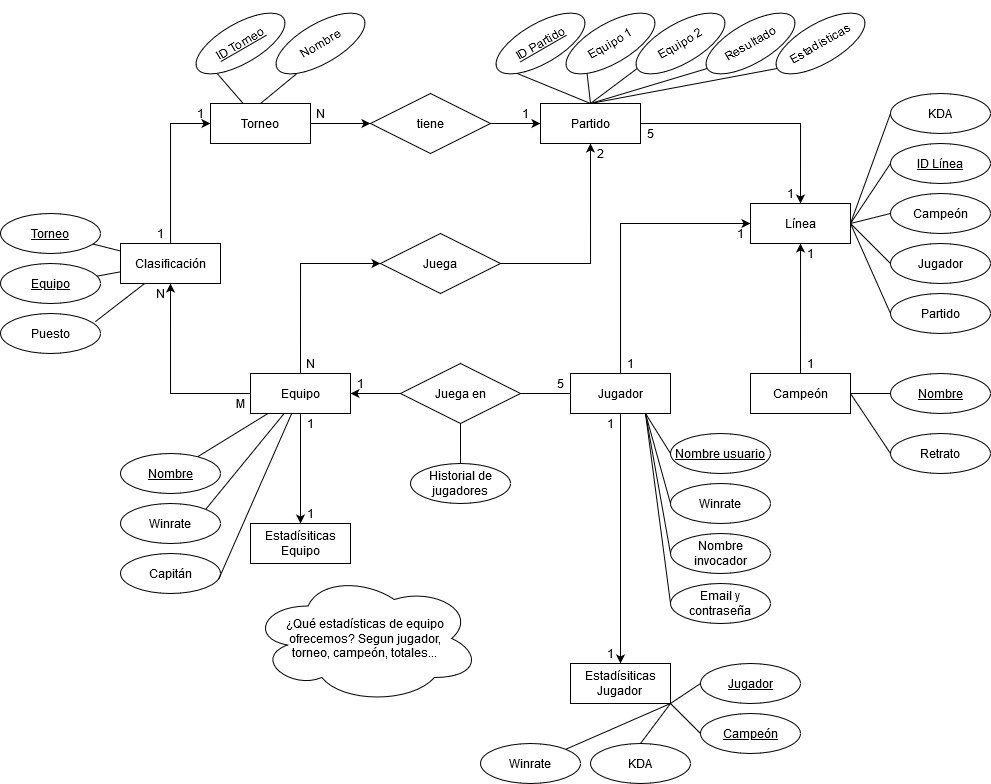 ID Torneo
Nombre
ID Partido
Equipo 1
Equipo 2
Resultado
Estadísticas
1
Torneo
N
tiene
1
Partido
5
2
KDA
ID Línea
Campeón
Jugador
Partido
1
Línea
1
1
Torneo
Equipo
Puesto
1
Clasificación
N
Juega
N
M
Equipo
1
1
Juega en
5
Historial de
jugadores
1
Jugador
1
1
Campeón
Nombre
Retrato
Nombre
Winrate
Capitán
1
Estadísiticas
Equipo
Nombre usuario
Winrate
Nombre
invocador
Email y
contraseña
¿Qué estadísticas de equipo
ofrecemos? Segun jugador,
torneo, campeón, totales...
1
Estadísiticas
Jugador
Jugador
Campeón
Winrate
KDA